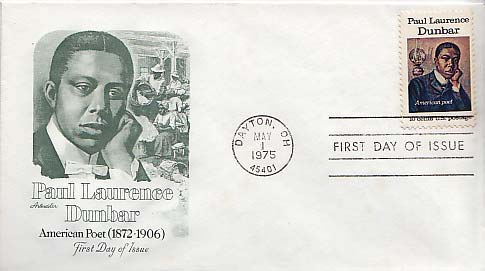 Paul Laurence
Dunbar
American poet
10 cents U.S. postage
DAYTON, OH
MAY
1
1975
45401
FIRST DAY OF ISSUE
Paul Laurence
Dunbar
Artmaster
American Poet (1872-1906)
First Day of Issue